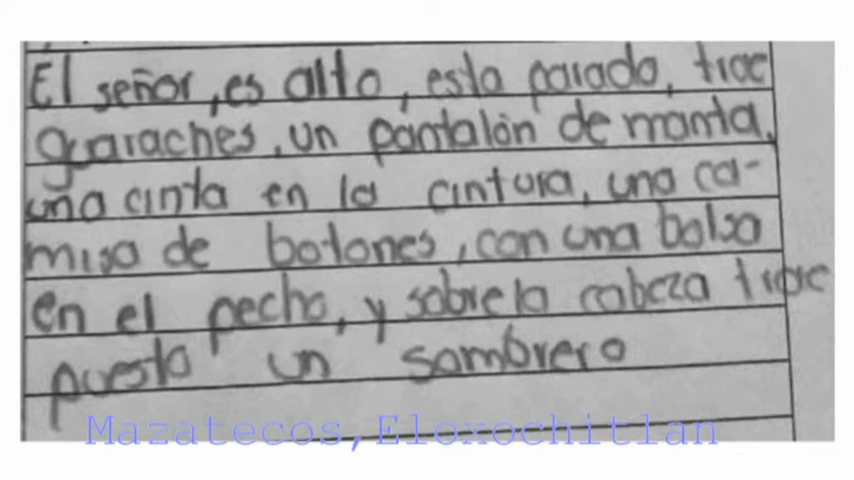 El señor, es alto, esta parado, trae
guaraches, un pantalón de manta,
una cinta en la cintura, una ca-
misa de botones, con una bolsa
en el pecho, y sobre la cabeza trae
puesto un sombrero
Mazatecos,Eloxochitlan